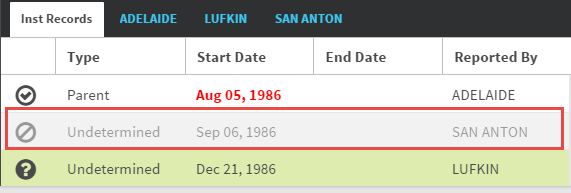 Inst Records ADELAIDE LUFKIN SAN ANTON
Type Start Date End Date Reported By
Parent Aug 05, 1986 ADELAIDE
Undetermined Sep 06, 1986 SAN ANTON
Undetermined Dec 21, 1986 LUFKIN